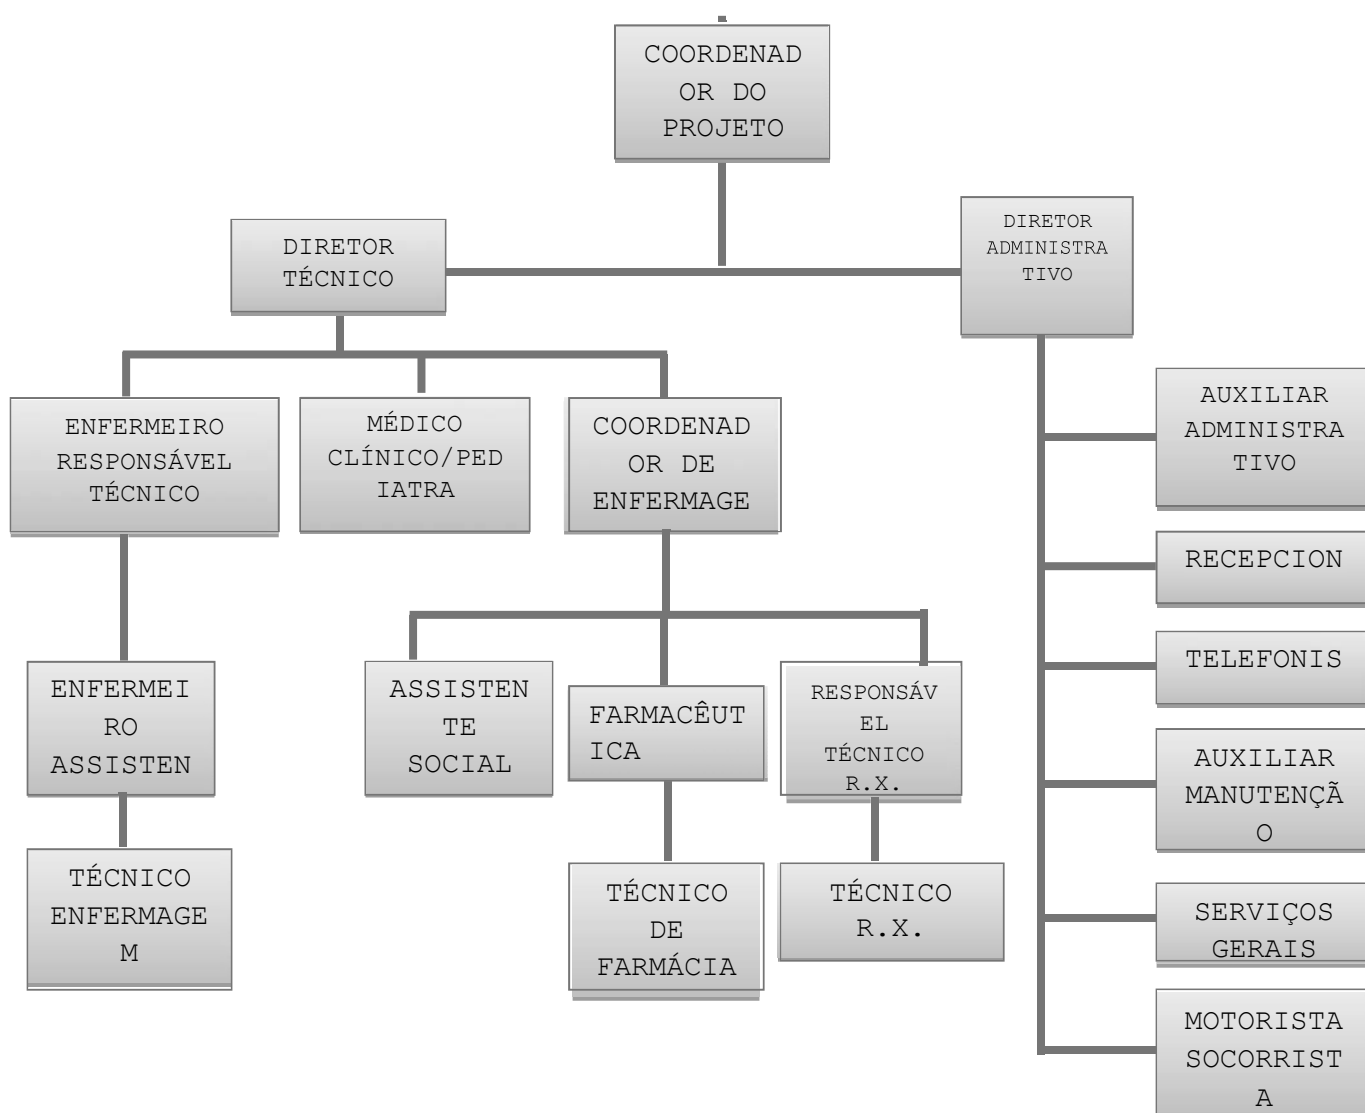 COORDENAD
OR DO
PROJETO
DIRETOR
TÉCNICO
DIRETOR
ADMINISTRA
TIVO
ENFERMEIRO
RESPONSÁVEL
TÉCNICO
MÉDICO
CLÍNICO/PED
IATRA
COORDENAD
OR DE
ENFERMAGE
AUXILIAR
ADMINISTRA
TIVO
RECEPCION
TELEFONIS
AUXILIAR
MANUTENÇÃ
O
SERVIÇOS
GERAIS
MOTORISTA
SOCORRIST
A
ENFERMEI
RO
ASSISTEN
ASSISTEN
TE
SOCIAL
FARMACÊUT
ICA
RESPONSÁV
EL
TÉCNICO
R.X.
TÉCNICO
ENFERMAGE
M
TÉCNICO
DE
FARMÁCIA
TÉCNICO
R.X.